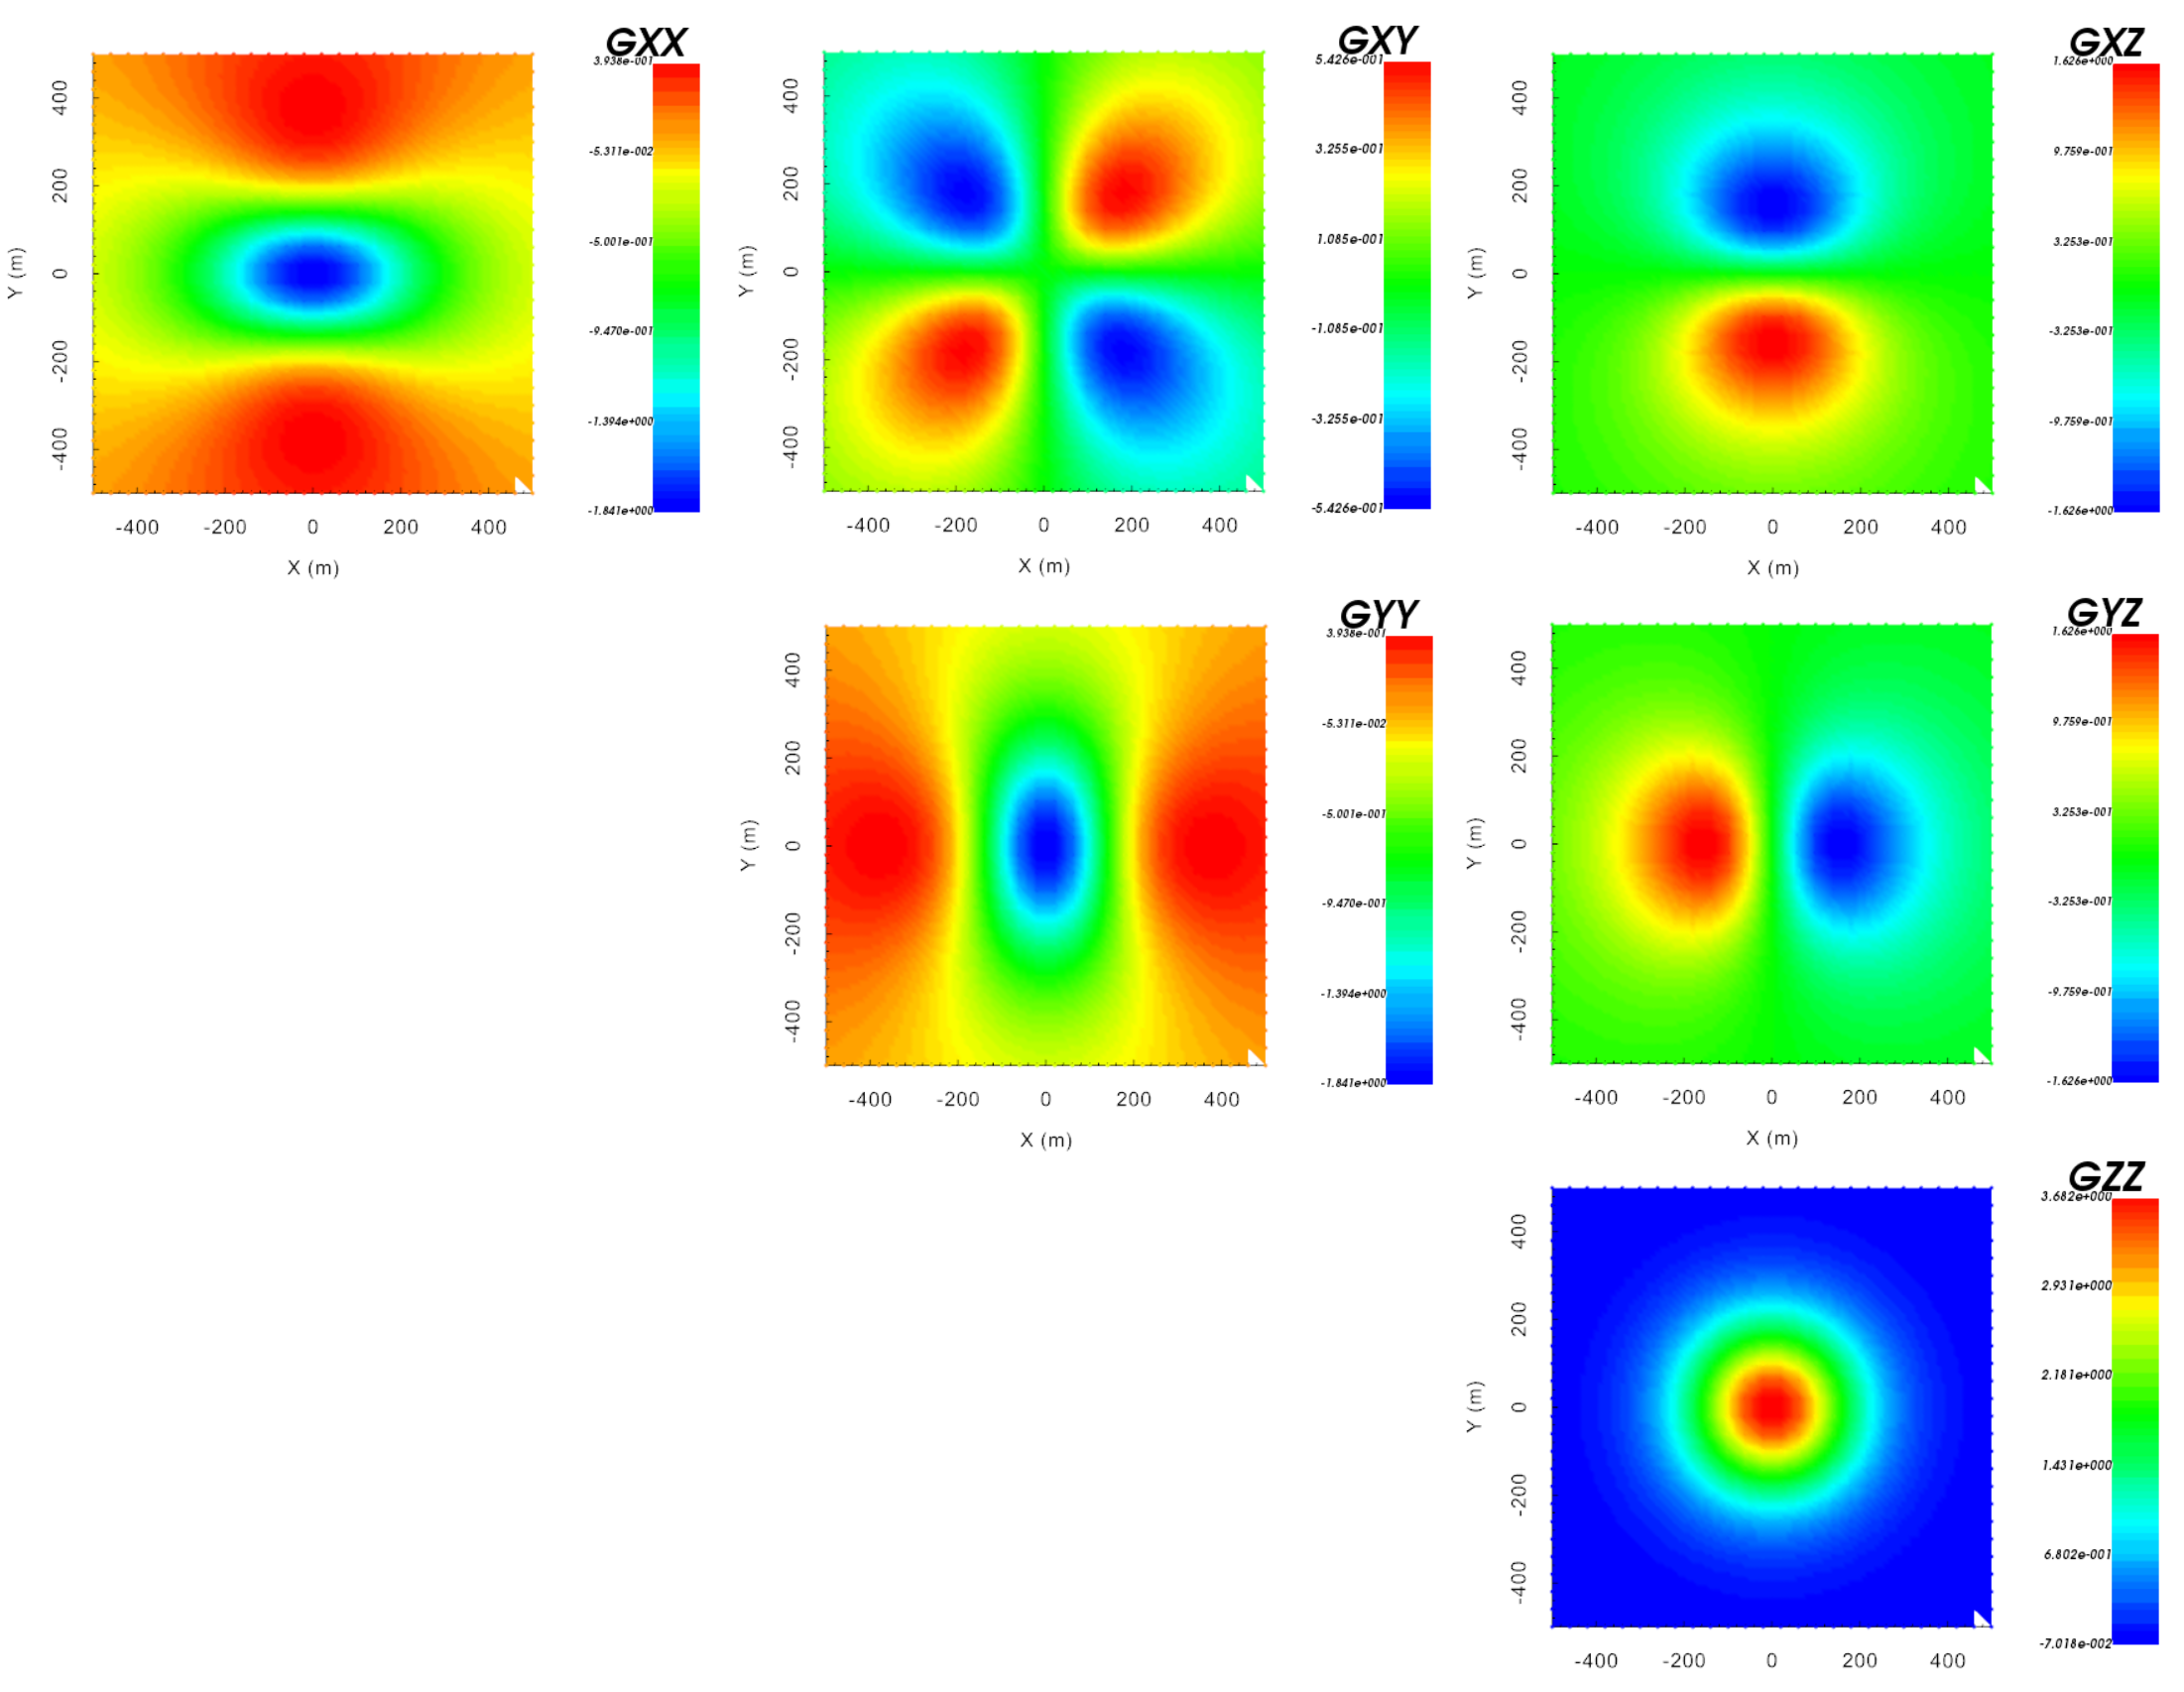 GXX
3.938e-001
-5.311e-002
-5.001e-001
-9.470e-001
-1.394e+000
-1.841e+000
Y (m)
400
200
0
-200
-400
-400 -200 0 200 400
X (m)
GXY
5.426e-001
3.255e-001
1.085e-001
-1.085e-001
-3.255e-001
-5.426e-001
Y (m)
400
200
0
-200
-400
-400 -200 0 200 400
X (m)
GXZ
1.626e+000
9.759e-001
3.253e-001
-3.253e-001
-9.759e-001
-1.626e+000
Y (m)
400
200
0
-200
-400
-400 -200 0 200 400
X (m)
GYY
3.938e-001
-5.311e-002
-5.001e-001
-9.470e-001
-1.394e+000
-1.841e+000
Y (m)
400
200
0
-200
-400
-400 -200 0 200 400
X (m)
GYZ
1.626e+000
9.759e-001
3.253e-001
-3.253e-001
-9.759e-001
-1.626e+000
Y (m)
400
200
0
-200
-400
-400 -200 0 200 400
X (m)
GZZ
3.682e+000
2.931e+000
2.181e+000
1.431e+000
6.802e-001
-7.018e-002
Y (m)
400
200
0
-200
-400
-400 -200 0 200 400